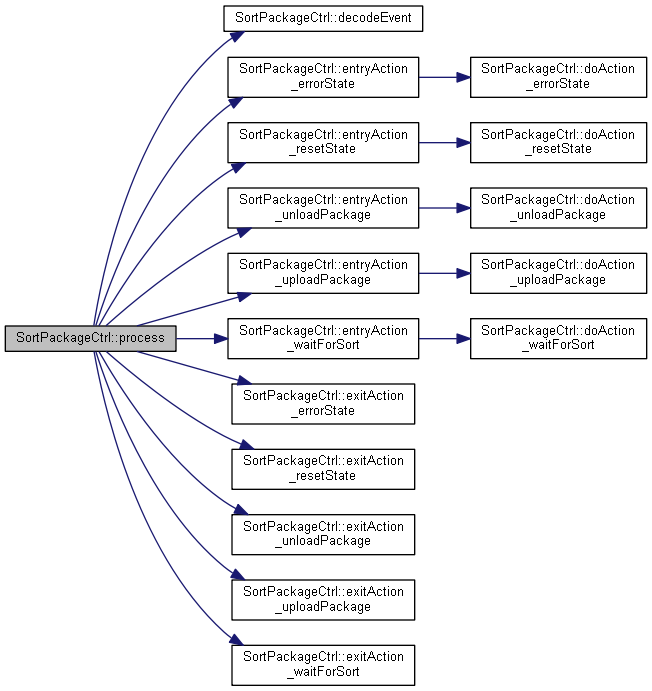 SortPackageCtrl::decodeEvent
SortPackageCtrl::entryAction
_errorState
SortPackageCtrl::doAction
_errorState
SortPackageCtrl::entryAction
_resetState
SortPackageCtrl::doAction
_resetState
SortPackageCtrl::entryAction
_unloadPackage
SortPackageCtrl::doAction
_unloadPackage
SortPackageCtrl::entryAction
_uploadPackage
SortPackageCtrl::doAction
_uploadPackage
SortPackageCtrl::process
SortPackageCtrl::entryAction
_waitForSort
SortPackageCtrl::doAction
_waitForSort
SortPackageCtrl::exitAction
_errorState
SortPackageCtrl::exitAction
_resetState
SortPackageCtrl::exitAction
_unloadPackage
SortPackageCtrl::exitAction
_uploadPackage
SortPackageCtrl::exitAction
_waitForSort